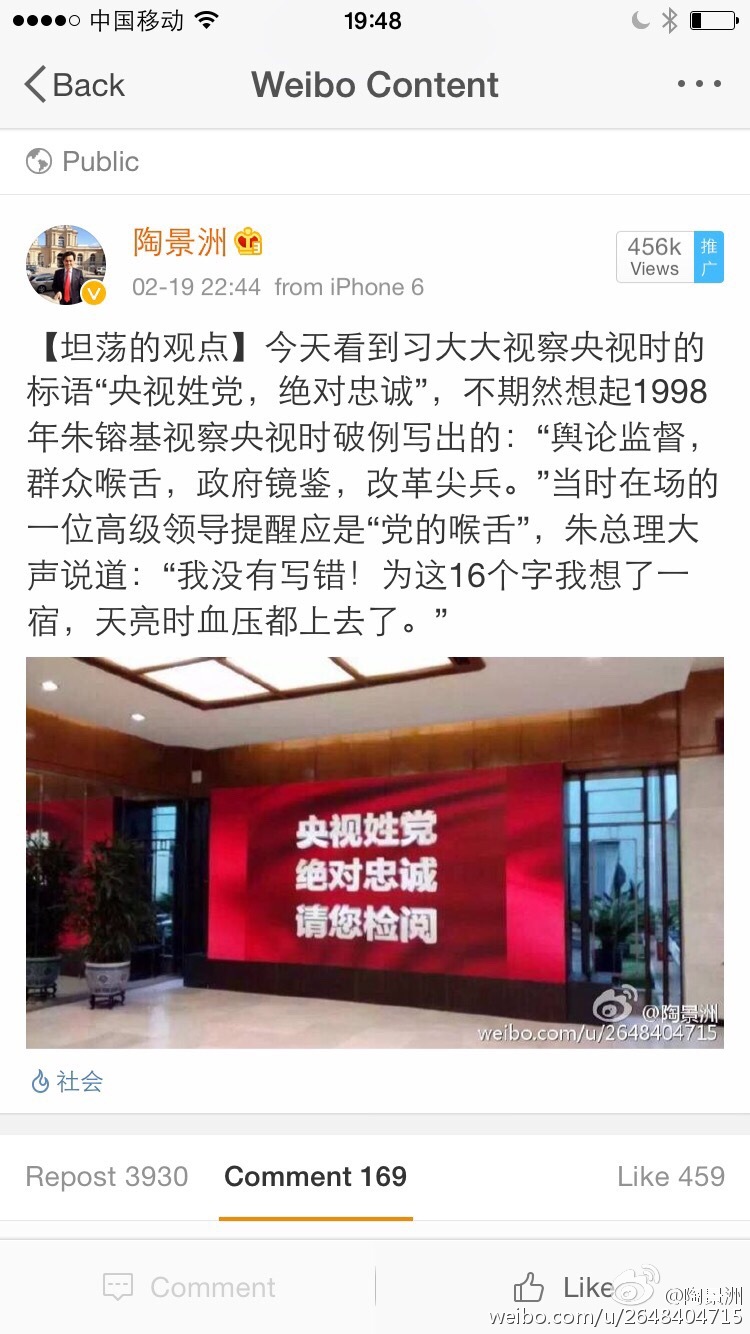 中国移动 19:48
Back Weibo Content
Public
陶景洲
456k 推
Views 广
02-19 22:44 from iPhone 6
【坦荡的观点】今天看到习大大视察央视时的
标语“央视姓党，绝对忠诚”，不期然想起1998
年朱镕基视察央视时破例写出的：“舆论监督，
群众喉舌，政府镜鉴，改革尖兵。”当时在场的
一位高级领导提醒应是“党的喉舌”，朱总理大
声说道：“我没有写错！为这16个字我想了一
宿，天亮时血压都上去了。”
央视姓党
绝对忠诚
请您检阅
@陶景洲
weibo.com/u/2648404715
社会
Repost 3930 Comment 169 Like 459
Comment Like
@陶景洲
weibo.com/u/2648404715